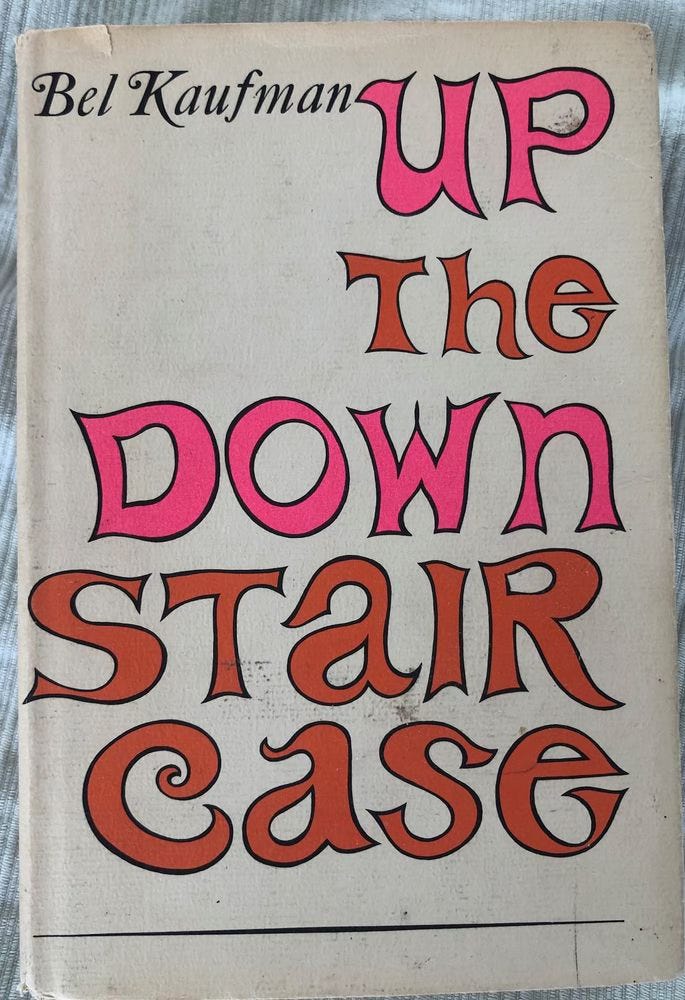 Bel Kaufman
UP
The
DOWn
STaIR
Case